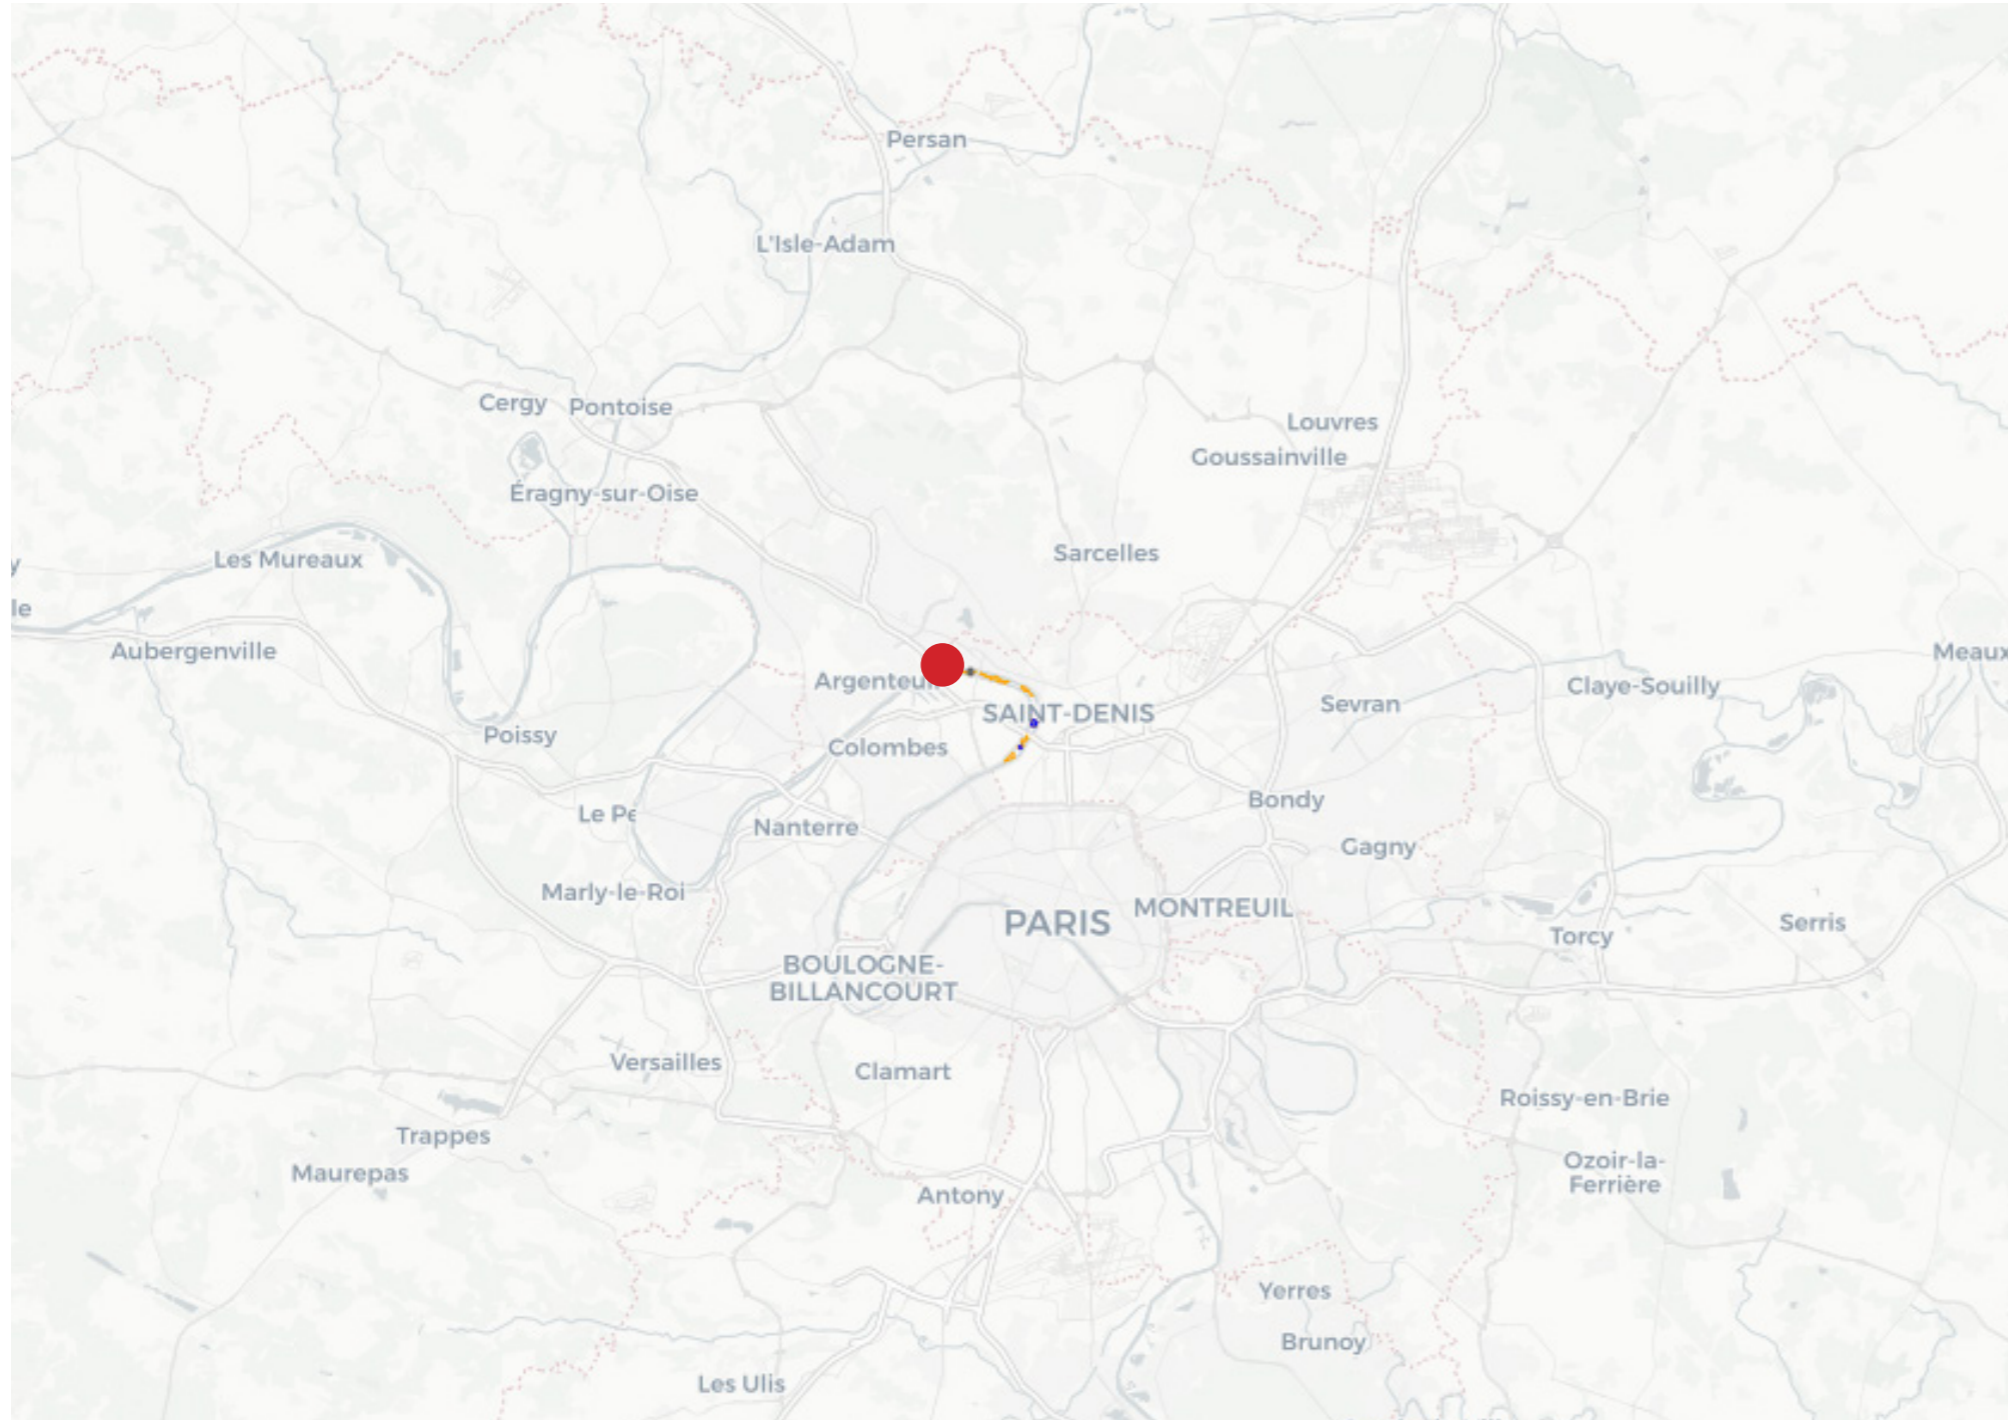 Persan
L'Isle-Adam
Cergy
Pontoise
Louvres
Goussainville
Éragny-sur-Oise
Les Mureaux
Sarcelles
y
le
Aubergenville
Meaux
Argenteui
Claye-Souilly
SAINT-DENIS
Sevran
Poissy
Colombes
Le Pe
Nanterre
Bondy
Gagny
Marly-le-Roi
PARIS
MONTREUIL
Serris
Torcy
BOULOGNE-
BILLANCOURT
Versailles
Clamart
Roissy-en-Brie
Trappes
Maurepas
Ozoir-la-
Ferrière
Antony
Yerres
Brunoy
Les Ulis